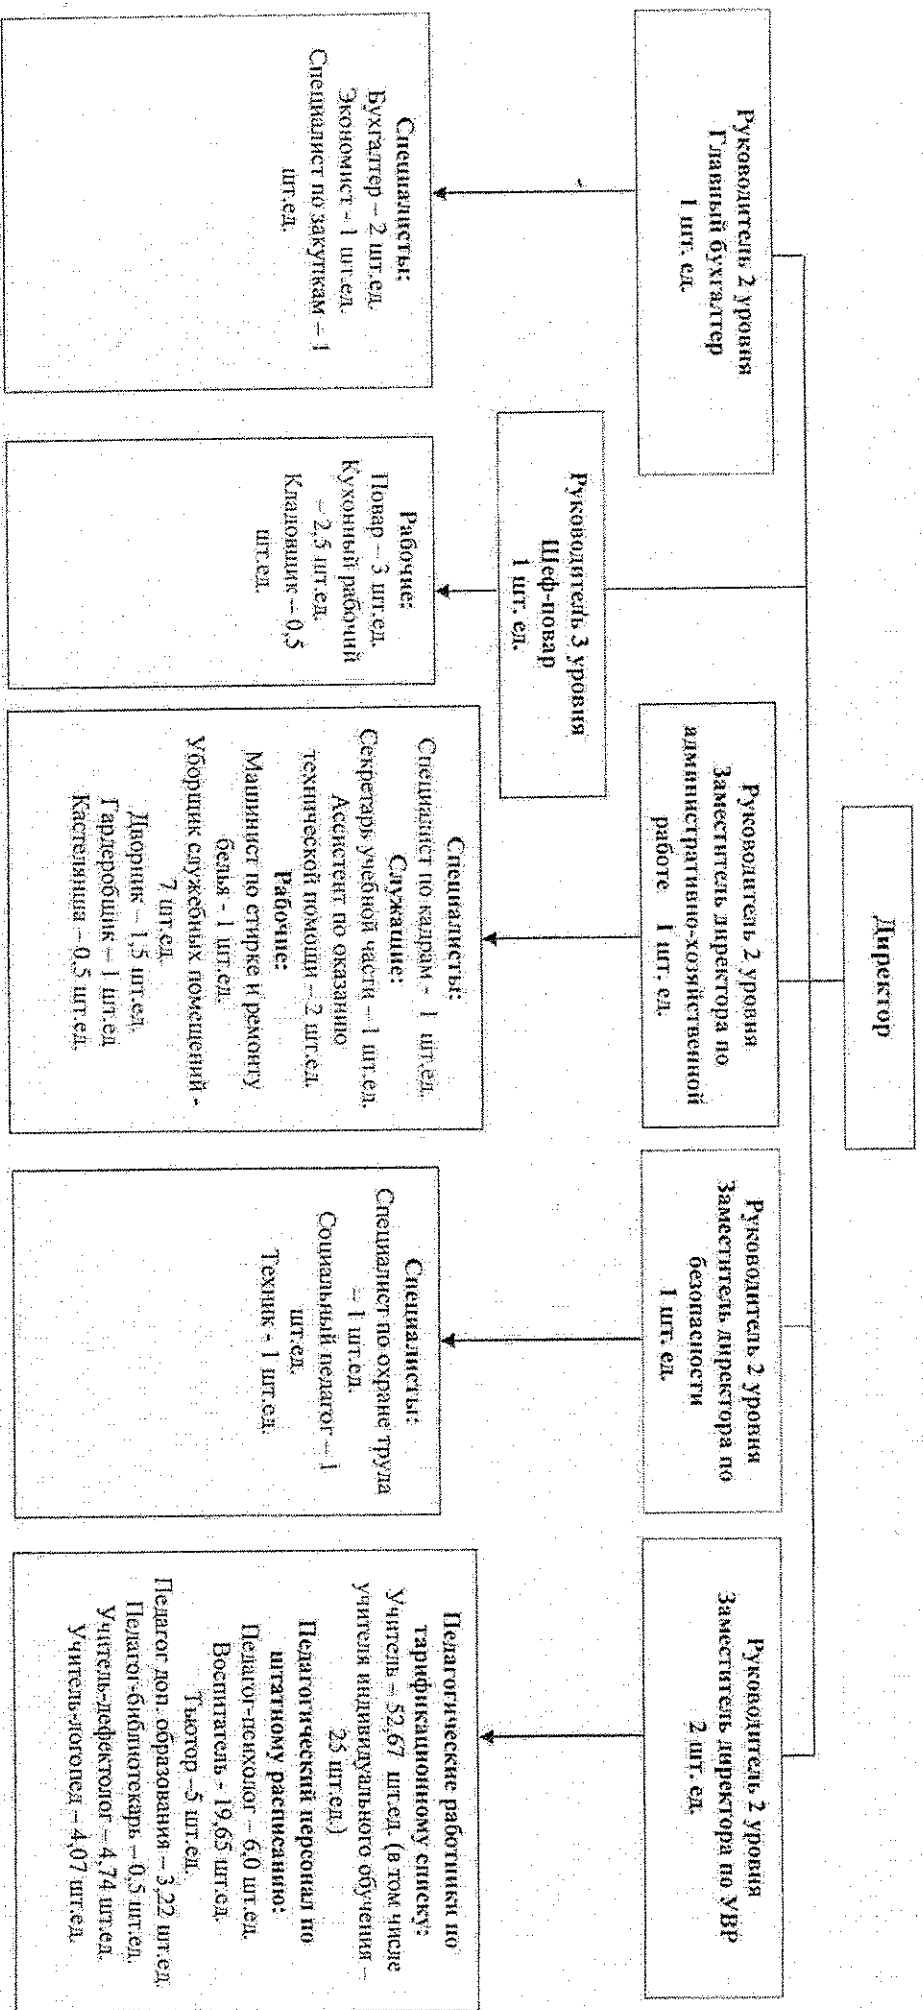 Директор
Руководитель 2 уровня
Главный бухгалтер
1 шт. ед.
Руководитель 3 уровня
Шеф-повар
1 шт. ед.
Руководитель 2 уровня
Заместитель директора по
административно-хозяйственной
работе 1 шт. ед.
Руководитель 2 уровня
Заместитель директора по
безопасности
1 шт. ед.
Руководитель 2 уровня
Заместитель директора по УВР
2 шт. ед.
Специалисты:
Бухгалтер – 2 шт.ед.
Экономист - 1 шт.ед.
Специалист по закупкам – 1
шт.ед.
Рабочие:
Повар – 3 шт.ед.
Кухонный рабочий
– 2,5 шт.ед.
Кладовщик – 0,5
шт.ед.
Специалисты:
Специалист по кадрам - 1 шт.ед.
Служащие:
Секретарь учебной части – 1 шт.ед.
Ассистент по оказанию
технической помощи – 2 шт.ед.
Рабочие:
Машинист по стирке и ремонту
белья - 1 шт.ед.
Уборщик служебных помещений -
7 шт.ед.
Дворник – 1,5 шт.ед.
Гардеробщик – 1 шт.ед
Кастелянша – 0,5 шт.ед.
Специалисты:
Специалист по охране труда
– 1 шт.ед.
Социальный педагог – 1
шт.ед.
Техник - 1 шт.ед.
Педагогические работники по
тарификационному списку:
Учитель – 52,67 шт.ед. (в том числе
учителя индивидуального обучения –
25 шт.ед.)
Педагогический персонал по
штатному расписанию:
Педагог-психолог – 6,0 шт.ед.
Воспитатель - 19,65 шт.ед.
Тьютор –5 шт.ед.
Педагог доп. образования – 3,22 шт.ед.
Педагог-библиотекарь – 0,5 шт.ед.
Учитель-дефектолог – 4,74 шт.ед.
Учитель-логопед – 4,07 шт.ед.